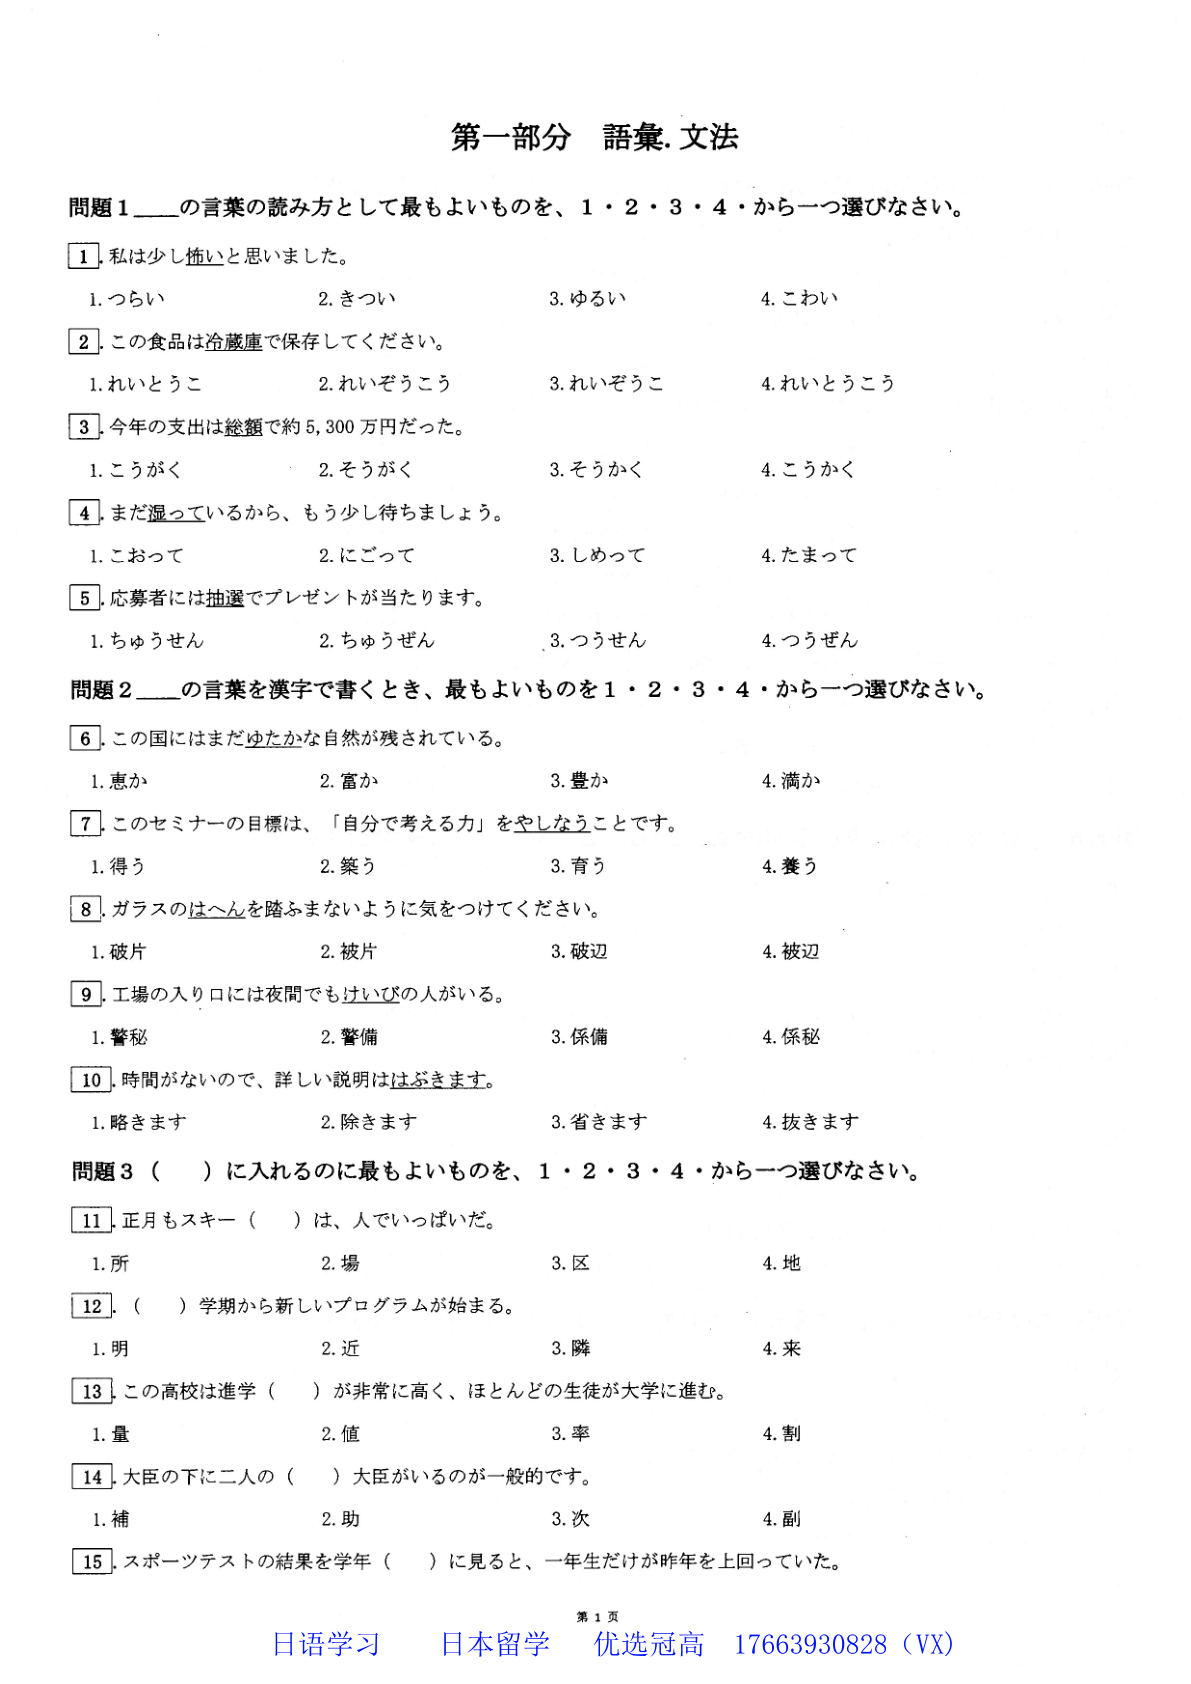 第一部分　語彙.文法
問題１____の言葉の読み方として最もよいものを、１・２・３・４・から一つ選びなさい。
1.私は少し怖いと思いました。
1.つらい　2.きつい　3.ゆるい　4.こわい
2.この食品は冷蔵庫で保存してください。
1.れいとうこ　2.れいぞうこう　3.れいぞうこ　4.れいとうこう
3.今年の支出は総額で約5,300万円だった。
1.こうがく　2.そうがく　3.そうかく　4.こうかく
4.まだ湿っているから、もう少し待ちましょう。
1.こおって　2.にごって　3.しめって　4.たまって
5.応募者には抽選でプレゼントが当たります。
1.ちゅうせん　2.ちゅうぜん　3.つうせん　4.つうぜん
問題２____の言葉を漢字で書くとき、最もよいものを１・２・３・４・から一つ選びなさい。
6.この国にはまだゆたかな自然が残されている。
1.恵か　2.富か　3.豊か　4.満か
7.このセミナーの目標は、「自分で考える力」をやしなうことです。
1.得う　2.築う　3.育う　4.養う
8.ガラスのはへんを踏ふまないように気をつけてください。
1.破片　2.被片　3.破辺　4.被辺
9.工場の入り口には夜間でもけいびの人がいる。
1.警秘　2.警備　3.係備　4.係秘
10.時間がないので、詳しい説明ははぶきます。
1.略きます　2.除きます　3.省きます　4.抜きます
問題３（　　）に入れるのに最もよいものを、１・２・３・４・から一つ選びなさい。
11.正月もスキー（　　）は、人でいっぱいだ。
1.所　2.場　3.区　4.地
12.（　　）学期から新しいプログラムが始まる。
1.明　2.近　3.隣　4.来
13.この高校は進学（　　）が非常に高く、ほとんどの生徒が大学に進む。
1.量　2.値　3.率　4.割
14.大臣の下に二人の（　　）大臣がいるのが一般的です。
1.補　2.助　3.次　4.副
15.スポーツテストの結果を学年（　　）に見ると、一年生だけが昨年を上回っていた。
第 1 页
日语学习　日本留学　优选冠高　17663930828（VX)